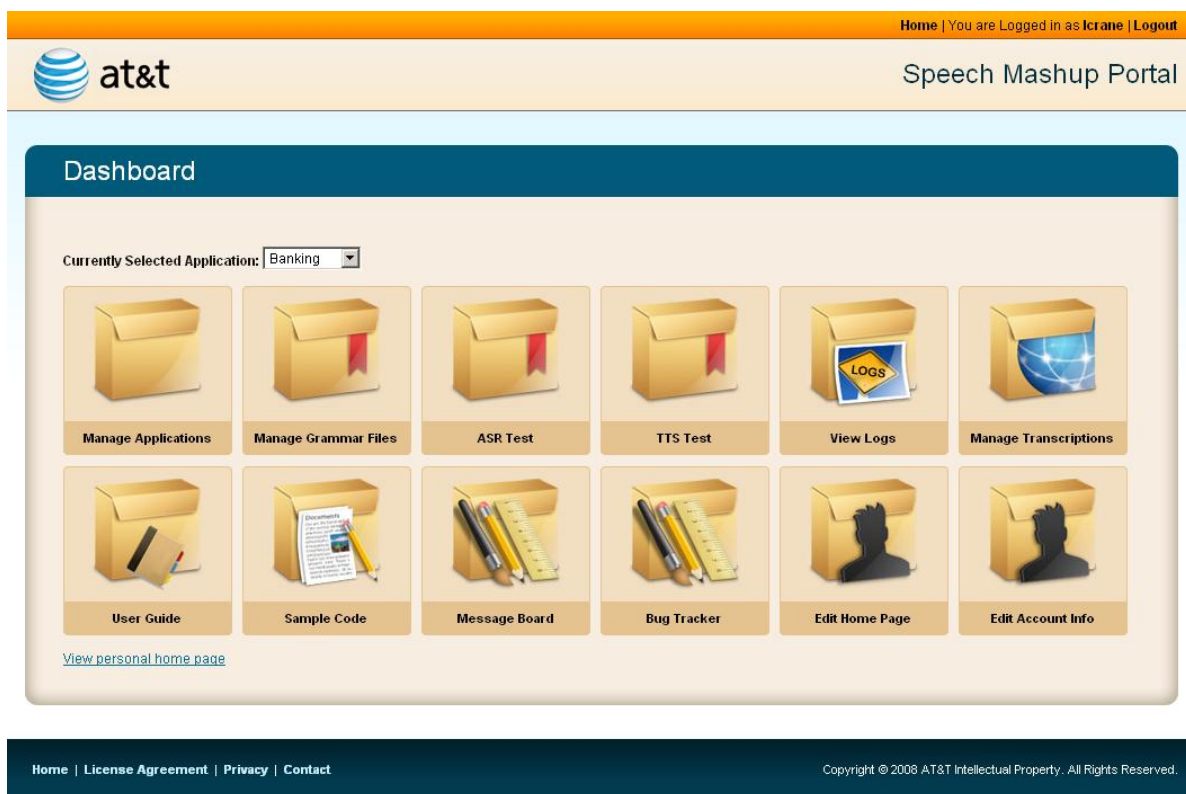 Home | You are Logged in as lcrane | Logout
at&t
Speech Mashup Portal
Dashboard
Currently Selected Application: Banking
LOGS
Manage Applications
Manage Grammar Files
ASR Test
TTS Test
View Logs
Manage Transcriptions
Documents
User Guide
Sample Code
Message Board
Bug Tracker
Edit Home Page
Edit Account Info
View personal home page
Home | License Agreement | Privacy | Contact
Copyright © 2008 AT&T Intellectual Property. All Rights Reserved.